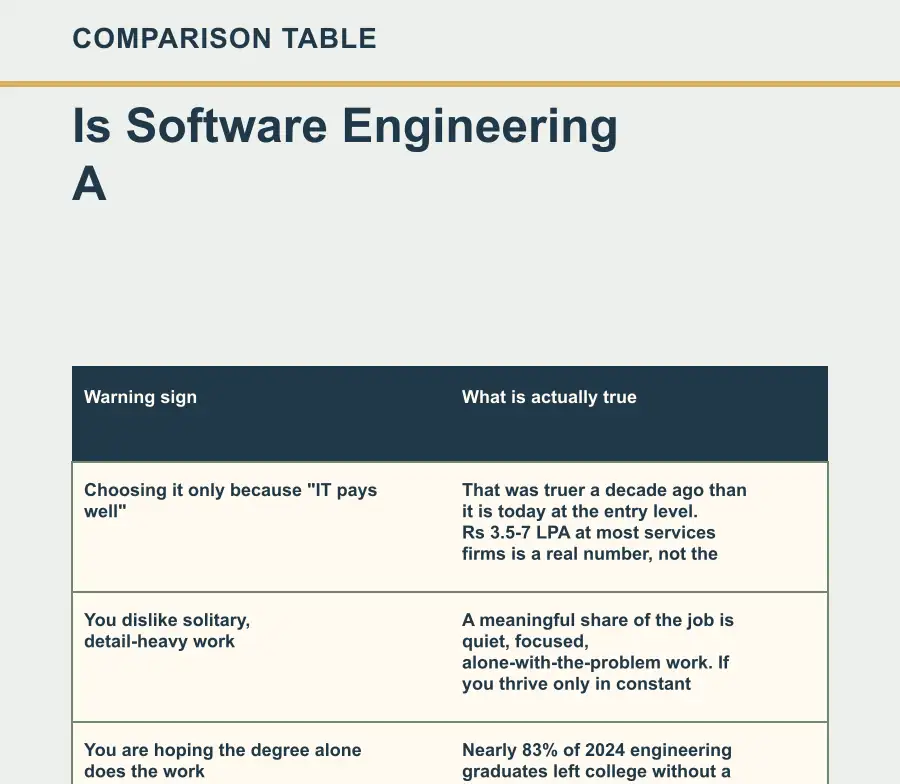 COMPARISON TABLE
Is Software Engineering
A
Warning sign
What is actually true
Choosing it only because "IT pays
well"
That was truer a decade ago than
it is today at the entry level.
Rs 3.5-7 LPA at most services
firms is a real number, not the
You dislike solitary,
detail-heavy work
A meaningful share of the job is
quiet, focused,
alone-with-the-problem work. If
you thrive only in constant
You are hoping the degree alone
does the work
Nearly 83% of 2024 engineering
graduates left college without a